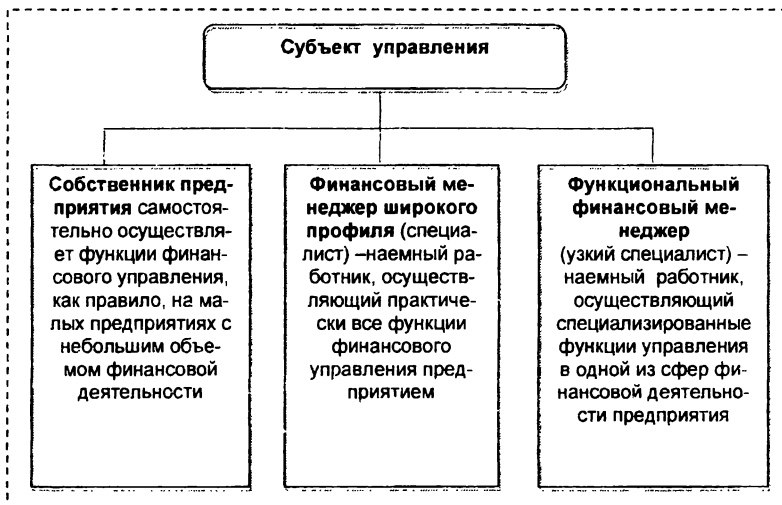 Субъект управления
Собственник пред-
приятия самостоя-
тельно осуществля-
ет функции финан-
сового управления,
как правило, на ма-
лых предприятиях с
небольшим объе-
мом финансовой
деятельности
Финансовый ме-
неджер широкого
профиля (специа-
лист) –наемный ра-
ботник, осуществ-
ляющий практиче-
ски все функции
финансового
управления пред-
приятием
Функциональный
финансовый ме-
неджер
(узкий специалист) –
наемный работник,
осуществляющий
специализированные
функции управления
в одной из сфер фи-
нансовой деятельно-
сти предприятия